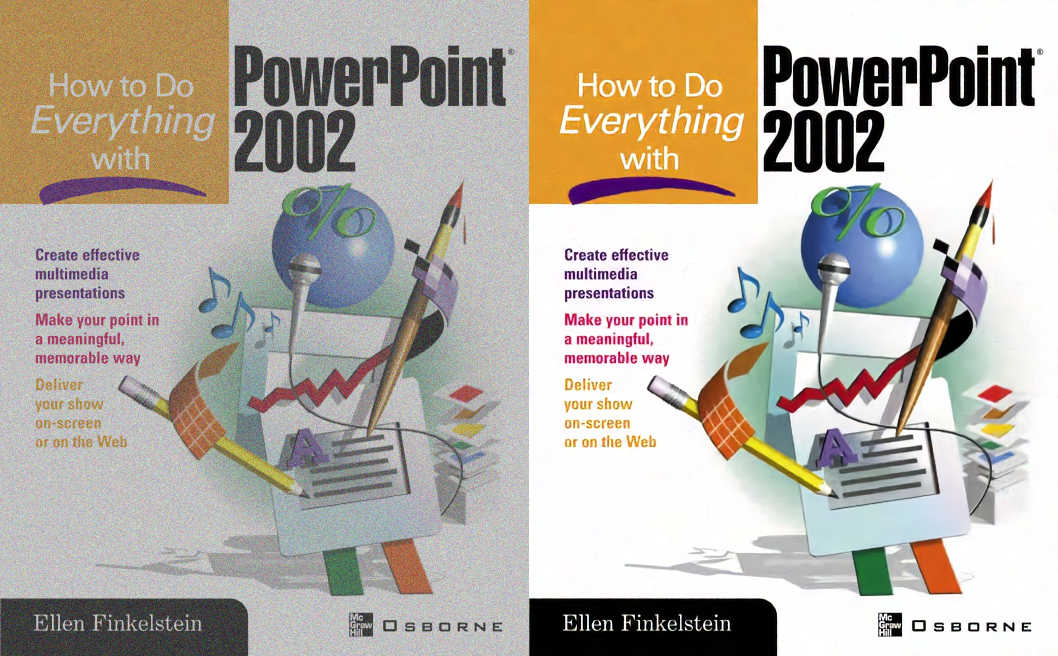 How to Do
Everything
with
PowerPoint®
2002
%
Create effective
multimedia
presentations
Make your point in
a meaningful,
memorable way
Deliver
your show
on-screen
or on the Web
A
Ellen Finkelstein
Mc
Graw
Hill
OSBORNE
How to Do
Everything
with
PowerPoint®
2002
%
Create effective
multimedia
presentations
Make your point in
a meaningful,
memorable way
Deliver
your show
on-screen
or on the Web
A
Ellen Finkelstein
Mc
Graw
Hill
OSBORNE